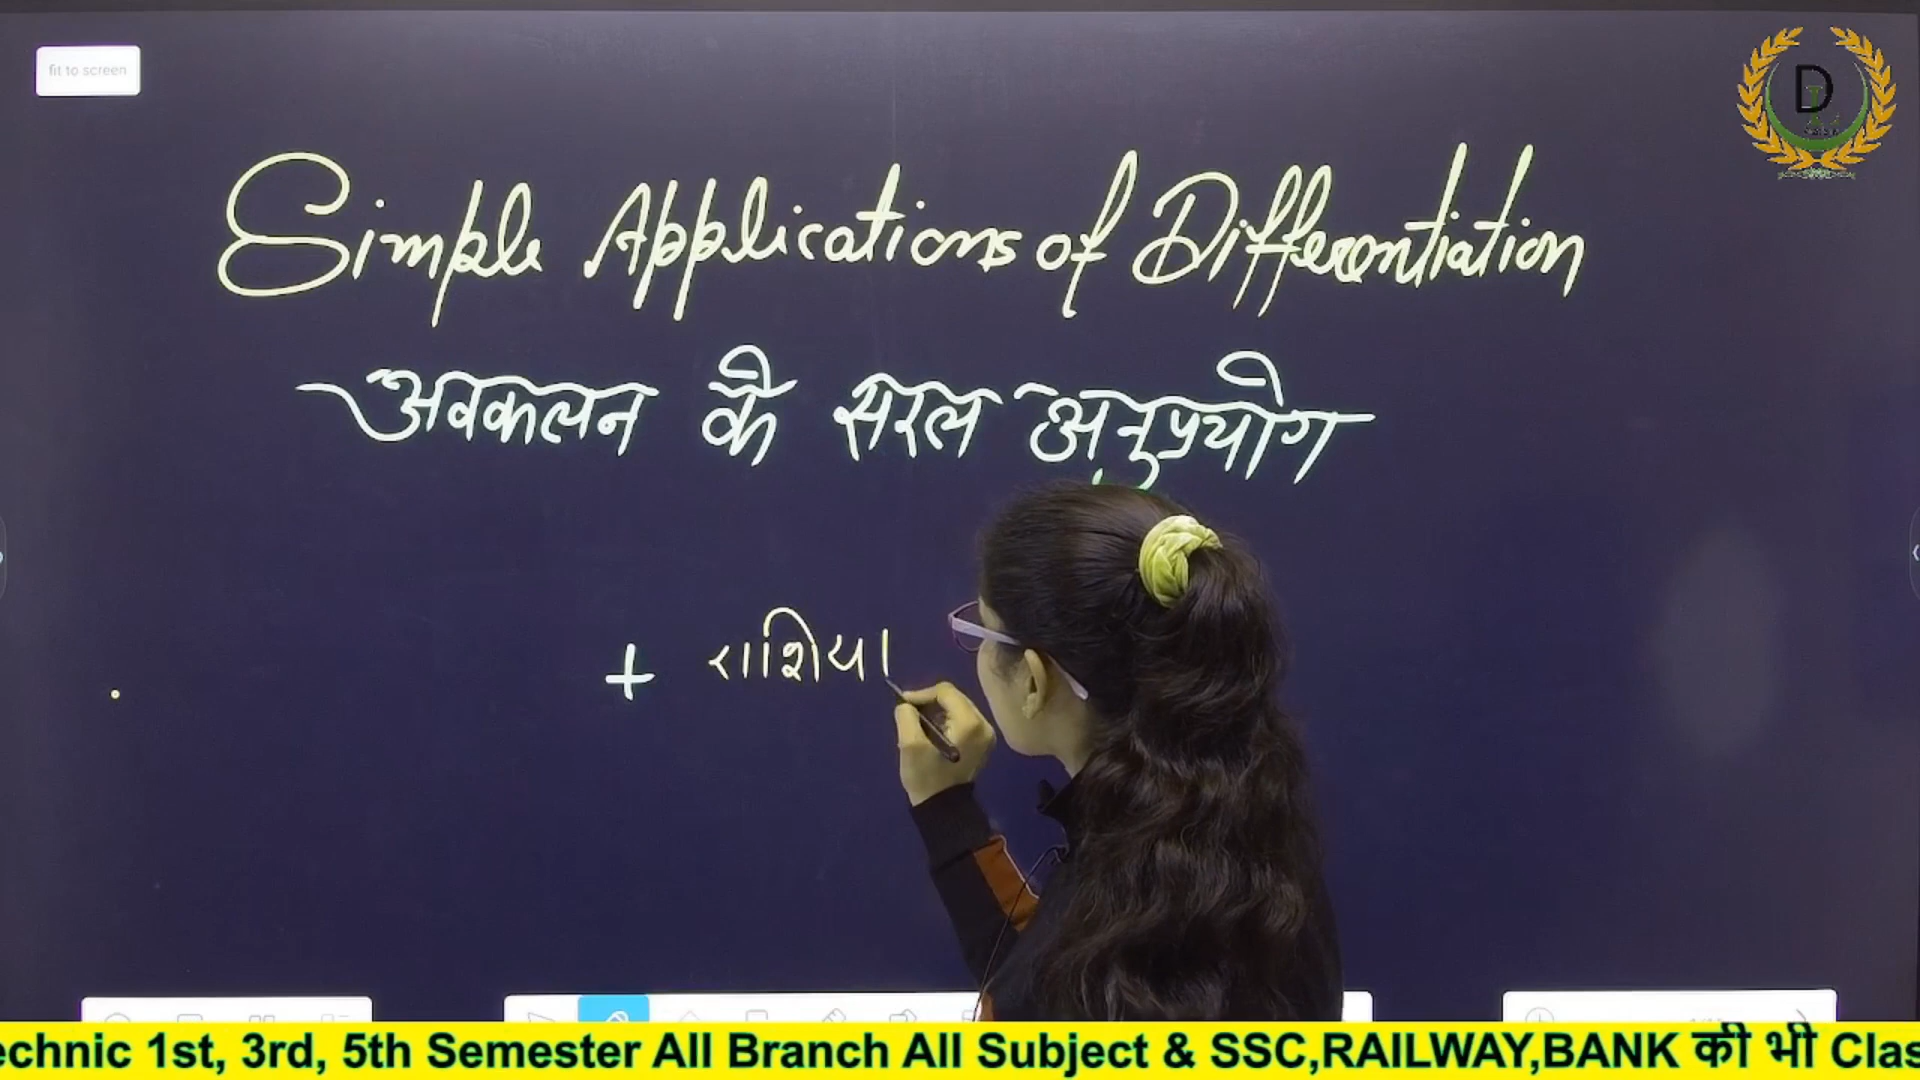 fit to screen
D
Simple Applications of Differentiation
अवकलन के सरल अनुप्रयोग
+ राशिया
echnic 1st, 3rd, 5th Semester All Branch All Subject & SSC,RAILWAY,BANK की भी Clas